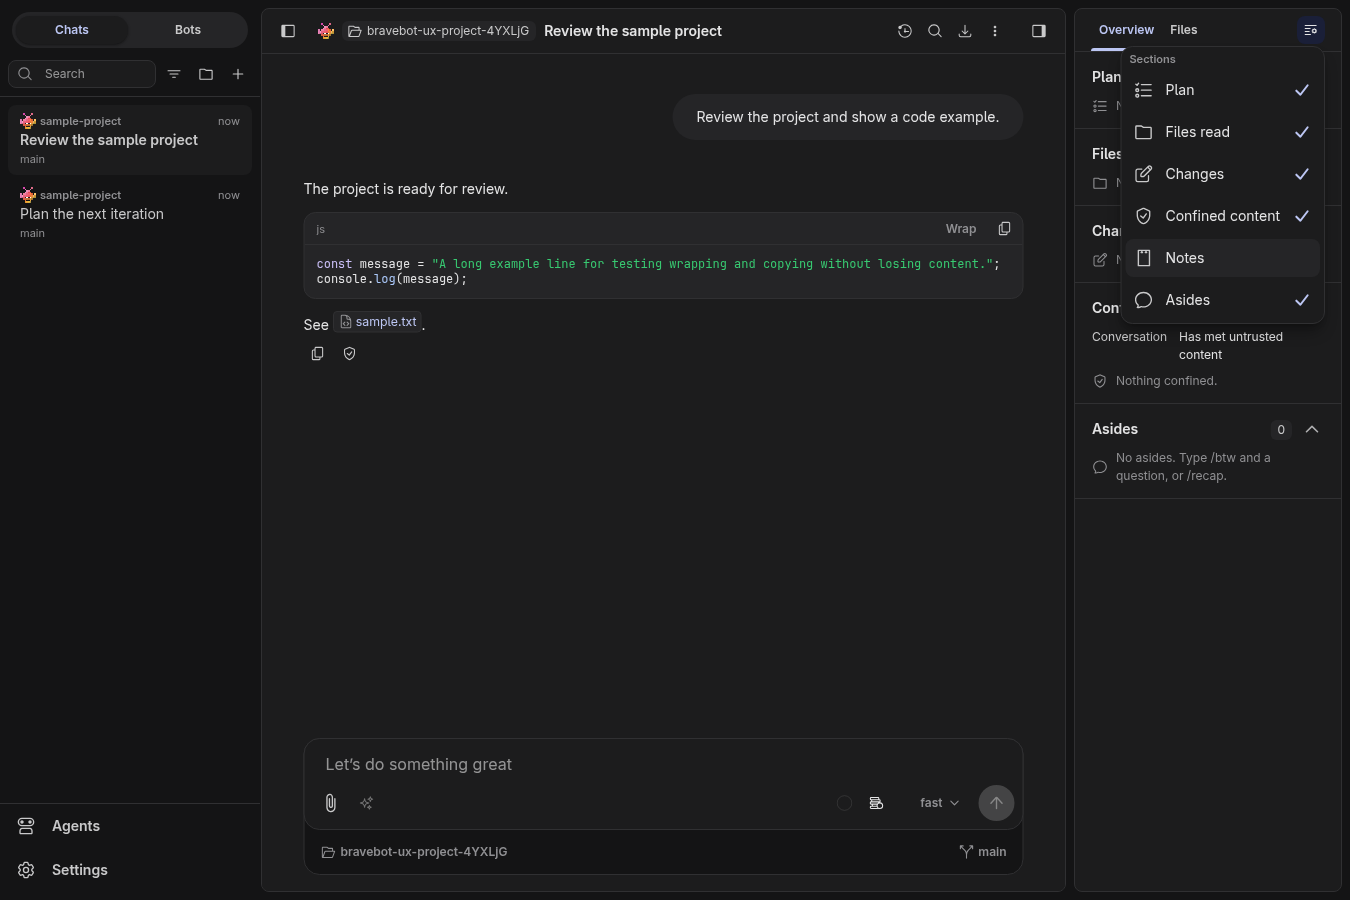 Chats
Bots
Search
sample-project
now
Review the sample project
main
sample-project
now
Plan the next iteration
main
Agents
Settings
bravebot-ux-project-4YXLjG
Review the sample project
Review the project and show a code example.
The project is ready for review.
js
Wrap
const message = "A long example line for testing wrapping and copying without losing content.";
console.log(message);
See sample.txt.
Let's do something great
fast
bravebot-ux-project-4YXLjG
main
Overview
Files
Sections
Plan
Files read
Changes
Confined content
Notes
Asides
Plan
Files
Conversation
Has met untrusted
content
Nothing confined.
Asides
0
No asides. Type /btw and a
question, or /recap.